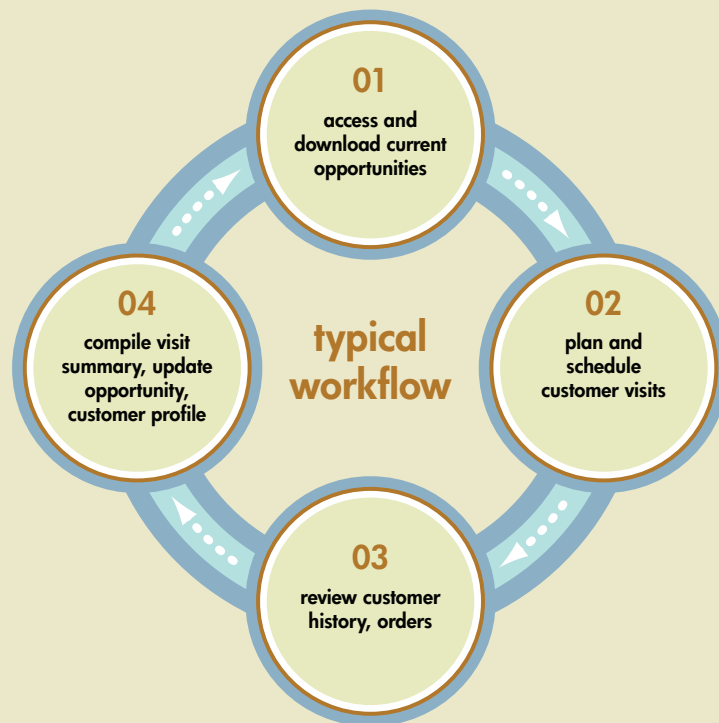 01
access and
download current
opportunities
02
plan and
schedule
customer visits
03
review customer
history, orders
04
compile visit
summary, update
opportunity,
customer profile
typical
workflow